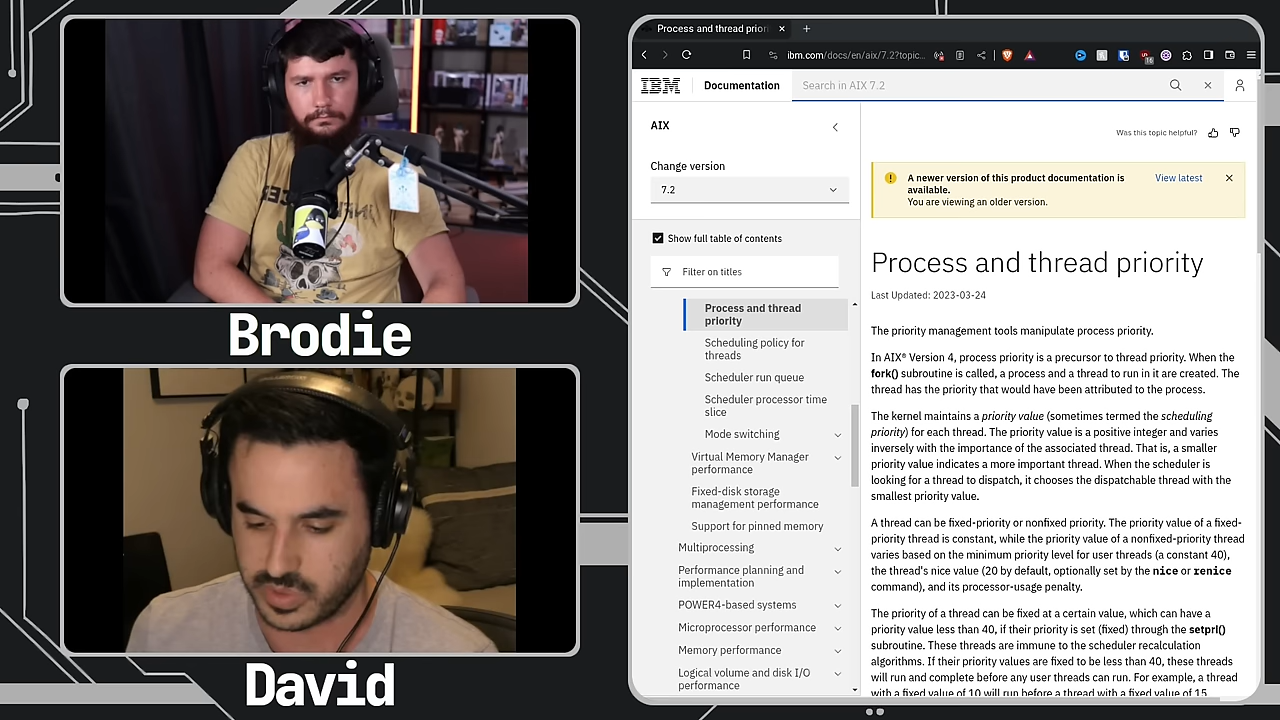 Brodie
David
Process and thread prior
ibm.com/docs/en/aix/7.2?topic...
16
IBM
Documentation
Search in AIX 7.2
AIX
Change version
7.2
Show full table of contents
Filter on titles
Process and thread
priority
Scheduling policy for
threads
Scheduler run queue
Scheduler processor time
slice
Mode switching
Virtual Memory Manager
performance
Fixed-disk storage
management performance
Support for pinned memory
Multiprocessing
Performance planning and
implementation
POWER4-based systems
Microprocessor performance
Memory performance
Logical volume and disk I/O
performance
Was this topic helpful?
A newer version of this product documentation is
available.
View latest
You are viewing an older version.
Process and thread priority
Last Updated: 2023-03-24
The priority management tools manipulate process priority.
In AIX® Version 4, process priority is a precursor to thread priority. When the
fork() subroutine is called, a process and a thread to run in it are created. The
thread has the priority that would have been attributed to the process.
The kernel maintains a priority value (sometimes termed the scheduling
priority) for each thread. The priority value is a positive integer and varies
inversely with the importance of the associated thread. That is, a smaller
priority value indicates a more important thread. When the scheduler is
looking for a thread to dispatch, it chooses the dispatchable thread with the
smallest priority value.
A thread can be fixed-priority or nonfixed priority. The priority value of a fixed-
priority thread is constant, while the priority value of a nonfixed-priority thread
varies based on the minimum priority level for user threads (a constant 40),
the thread's nice value (20 by default, optionally set by the nice or renice
command), and its processor-usage penalty.
The priority of a thread can be fixed at a certain value, which can have a
priority value less than 40, if their priority is set (fixed) through the setpri()
subroutine. These threads are immune to the scheduler recalculation
algorithms. If their priority values are fixed to be less than 40, these threads
will run and complete before any user threads can run. For example, a thread
with a fixed value of 10 will run before a thread with a fixed value of 15